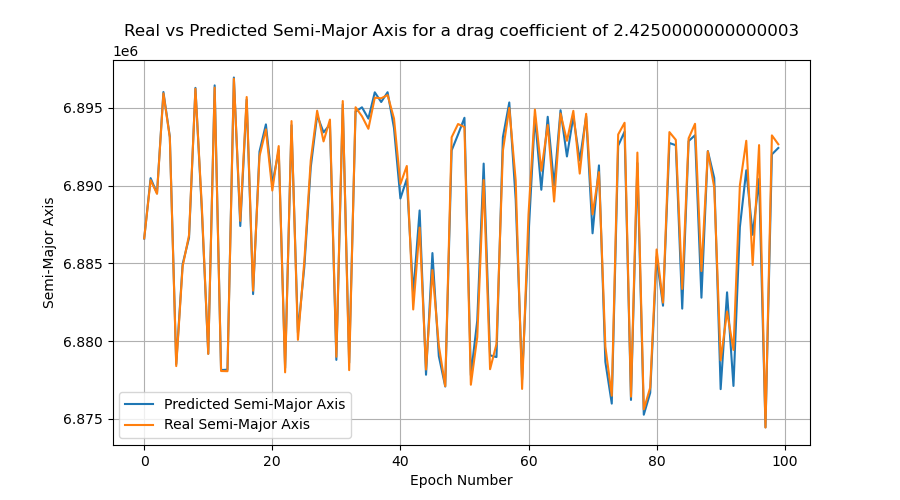 Real vs Predicted Semi-Major Axis for a drag coefficient of 2.4250000000000003
1e6
6.895
6.890
6.885
6.880
6.875
Semi-Major Axis
Predicted Semi-Major Axis
Real Semi-Major Axis
0 20 40 60 80 100
Epoch Number